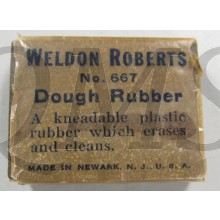 WELDON ROBERTS
No. 667
Dough Rubber
A kneadable plastic
rubber which erases
and cleans.
MADE IN NEWARK, N. J., U. S. A.